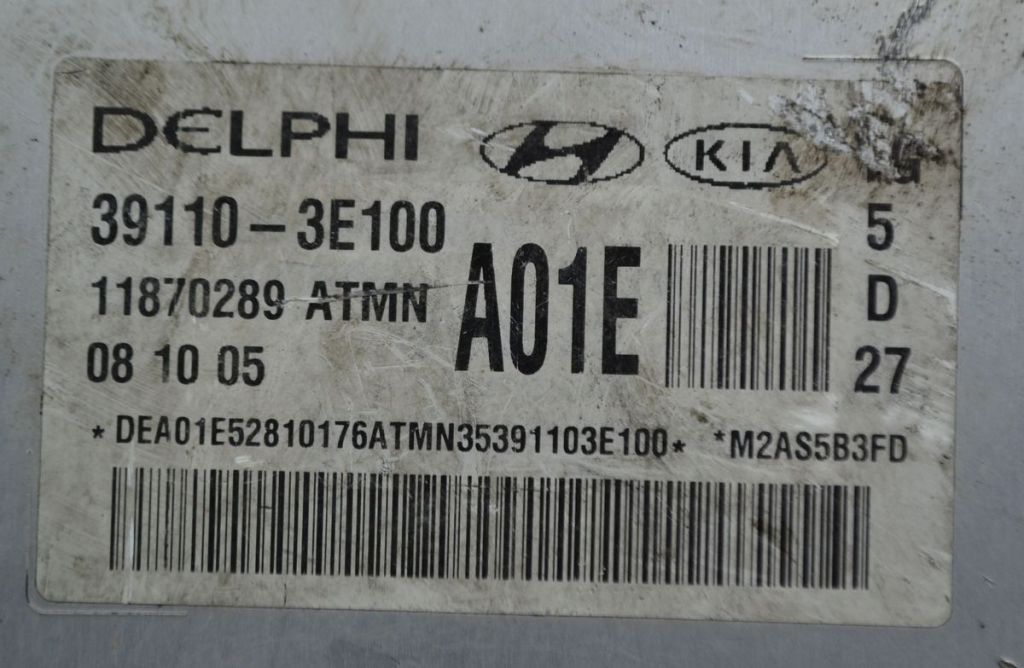 DELPHI KIA
39110-3E100
11870289 ATMN
A01E
08 10 05
5
D
27
*DEA01E52810176ATMN35391103E100* *M2AS5B3FD